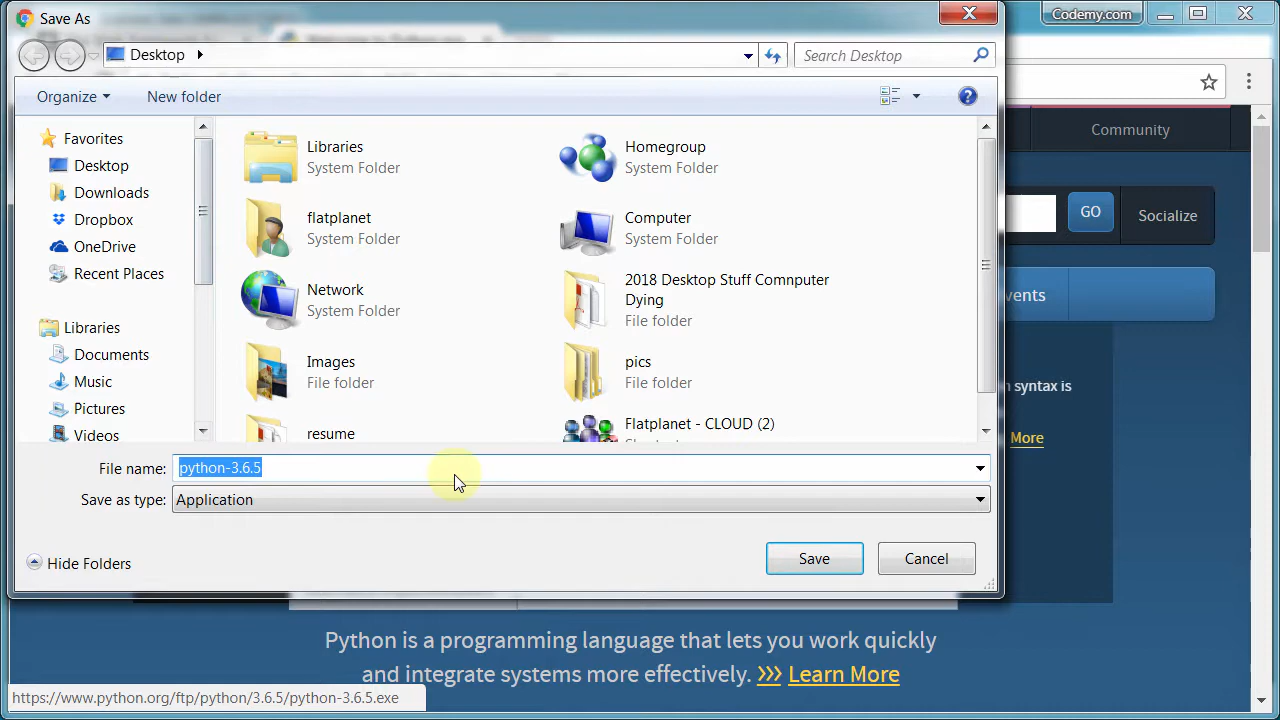 Save As
Codemy.com
Desktop
Search Desktop
Organize
New folder
Favorites
Desktop
Downloads
Dropbox
OneDrive
Recent Places
Libraries
Documents
Music
Pictures
Videos
Libraries
System Folder
Homegroup
System Folder
flatplanet
System Folder
Computer
System Folder
Network
System Folder
2018 Desktop Stuff Comnputer
Dying
File folder
Images
File folder
pics
File folder
resume
Flatplanet - CLOUD (2)
File name:
python-3.6.5
Save as type:
Application
Hide Folders
Save
Cancel
Community
GO
Socialize
vents
syntax is
More
Python is a programming language that lets you work quickly
and integrate systems more effectively. >>> Learn More
https://www.python.org/ftp/python/3.6.5/python-3.6.5.exe